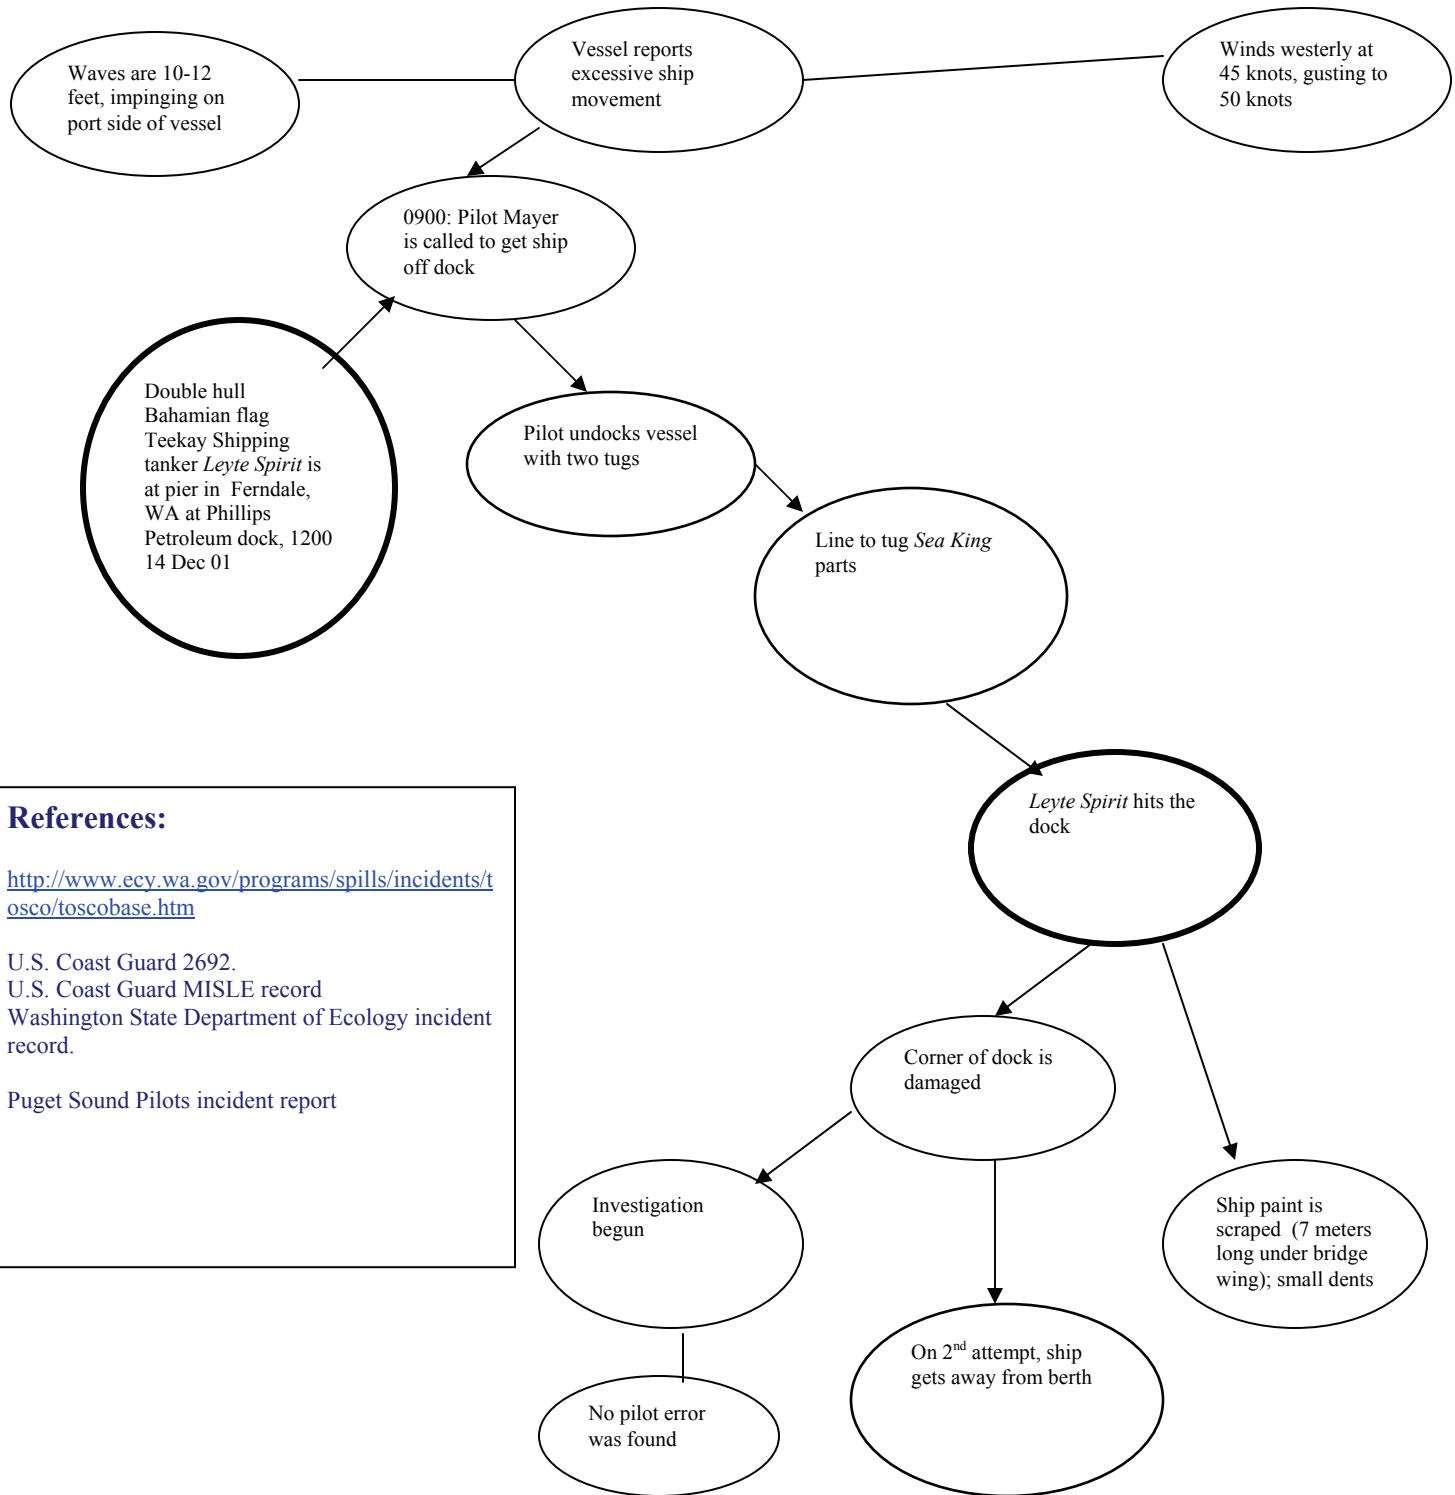 Waves are 10-12
feet, impinging on
port side of vessel
Vessel reports
excessive ship
movement
Winds westerly at
45 knots, gusting to
50 knots
0900: Pilot Mayer
is called to get ship
off dock
Double hull
Bahamian flag
Teekay Shipping
tanker Leyte Spirit is
at pier in Ferndale,
WA at Phillips
Petroleum dock, 1200
14 Dec 01
Pilot undocks vessel
with two tugs
Line to tug Sea King
parts
Leyte Spirit hits the
dock
References:
http://www.ecy.wa.gov/programs/spills/incidents/t
osco/toscobase.htm
U.S. Coast Guard 2692.
U.S. Coast Guard MISLE record
Washington State Department of Ecology incident
record.
Puget Sound Pilots incident report
Corner of dock is
damaged
Investigation
begun
Ship paint is
scraped (7 meters
long under bridge
wing); small dents
On 2nd attempt, ship
gets away from berth
No pilot error
was found